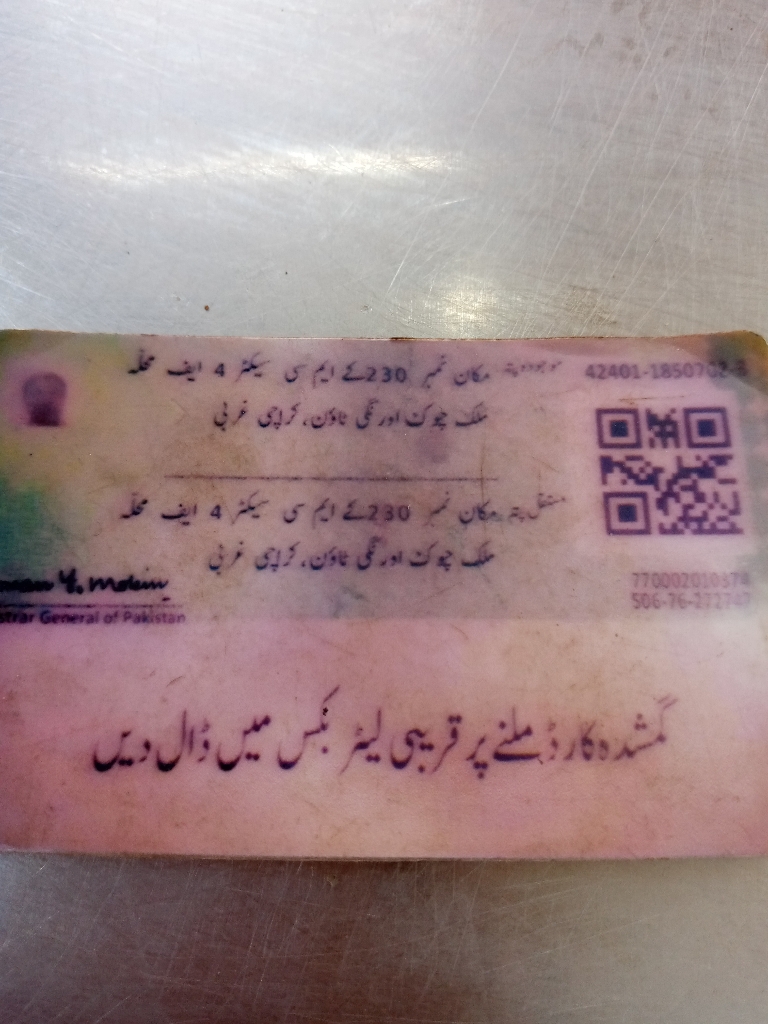 موجودہ پتہ مکان نمبر 230 کے ایم سی سیکٹر 4 ایف محلہ
ملک چوک اورنگی ٹاؤن، کراچی غربی
42401-1850702-3
مستقل پتہ مکان نمبر 230 کے ایم سی سیکٹر 4 ایف محلہ
ملک چوک اورنگی ٹاؤن، کراچی غربی
General of Pakistan
گمشدہ کارڈ ملنے پر قریبی لیٹر بکس میں ڈال دیں